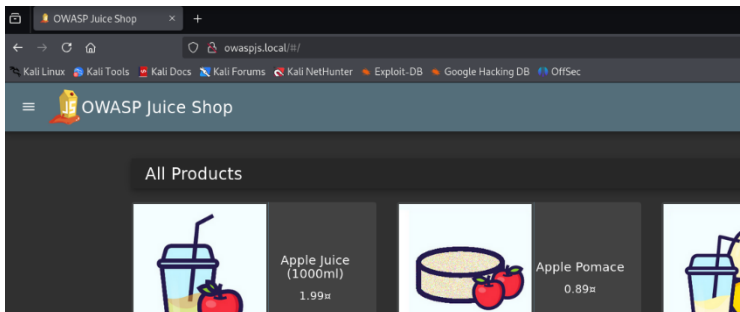 OWASP Juice Shop
owaspjs.local/#/
Kali Linux Kali Tools Kali Docs Kali Forums Kali NetHunter Exploit-DB Google Hacking DB OffSec
JS OWASP Juice Shop
All Products
Apple Juice
(1000ml)
1.99¤
Apple Pomace
0.89¤